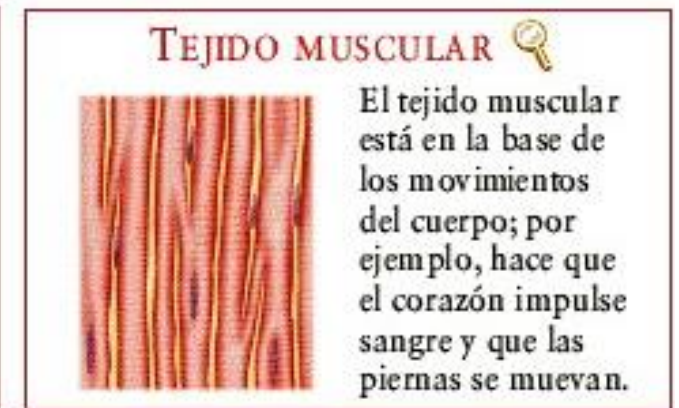 TEJIDO MUSCULAR
El tejido muscular
está en la base de
los movimientos
del cuerpo; por
ejemplo, hace que
el corazón impulse
sangre y que las
piernas se muevan.